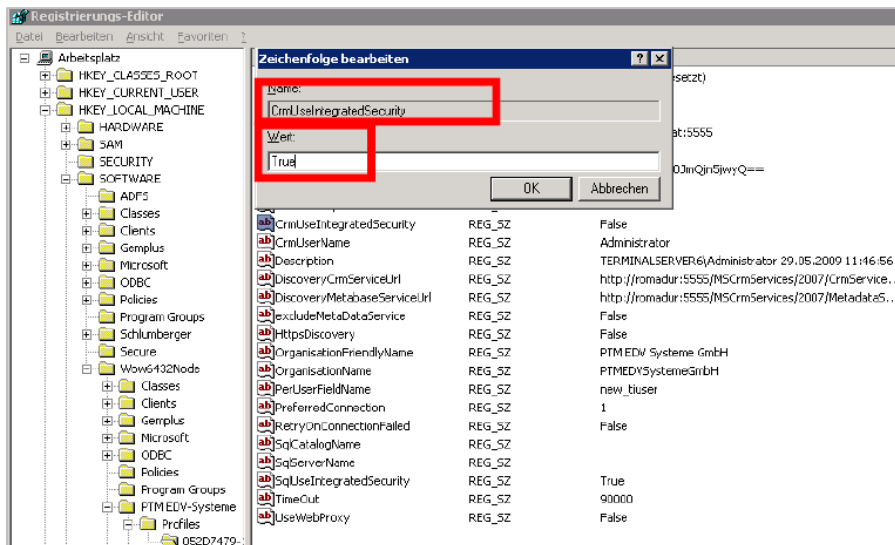 Registrierungs-Editor
Datei Bearbeiten Ansicht Favoriten ?
Arbeitsplatz
HKEY_CLASSES_ROOT
HKEY_CURRENT_USER
HKEY_LOCAL_MACHINE
HARDWARE
SAM
SECURITY
SOFTWARE
ADFS
Classes
Clients
Gemplus
Microsoft
ODBC
Policies
Program Groups
Schlumberger
Secure
Wow6432Node
Classes
Clients
Gemplus
Microsoft
ODBC
Policies
Program Groups
PTMEDV-Systeme
Profiles
052D7479-
Zeichenfolge bearbeiten
Name:
CrmUseIntegratedSecurity
Wert:
True
OK Abbrechen
esetzt)
at:5555
0JmQjn5jwyQ==
CrmUseIntegratedSecurity REG_SZ False
CrmUserName REG_SZ Administrator
Description REG_SZ TERMINALSERVER6\Administrator 29.05.2009 11:46:56
DiscoveryCrmServiceUrl REG_SZ http://romadur:5555/MSCrmServices/2007/CrmService...
DiscoveryMetabaseServiceUrl REG_SZ http://romadur:5555/MSCrmServices/2007/MetadataS...
excludeMetaDataService REG_SZ False
HttpsDiscovery REG_SZ False
OrganisationFriendlyName REG_SZ PTM EDV Systeme GmbH
OrganisationName REG_SZ PTMEDVSystemeGmbH
PerUserFieldName REG_SZ new_tiuser
PreferredConnection REG_SZ 1
RetryOnConnectionFailed REG_SZ False
SqlCatalogName REG_SZ
SqlServerName REG_SZ
SqlUseIntegratedSecurity REG_SZ True
TimeOut REG_SZ 90000
UseWebProxy REG_SZ False